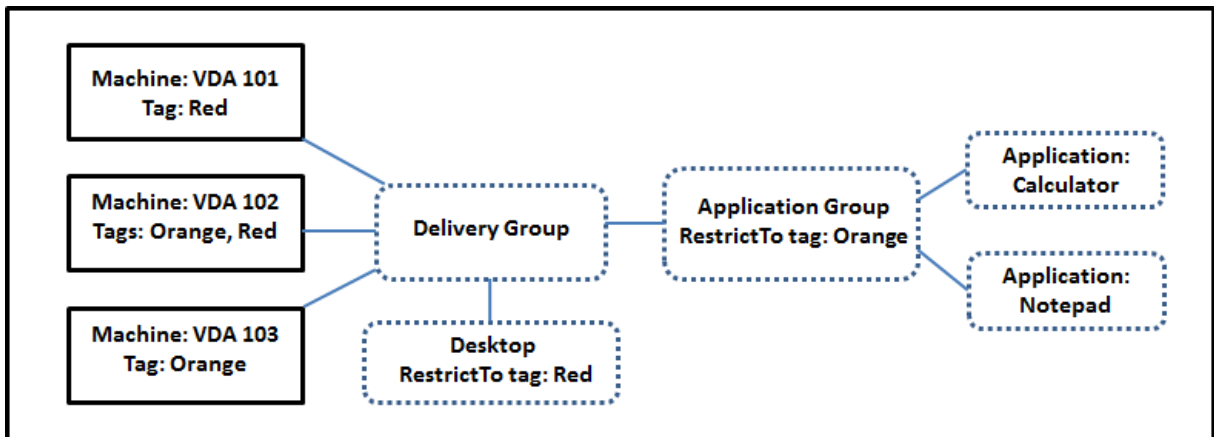 Machine: VDA 101
Tag: Red
Machine: VDA 102
Tags: Orange, Red
Machine: VDA 103
Tag: Orange
Delivery Group
Desktop
RestrictTo tag: Red
Application Group
RestrictTo tag: Orange
Application:
Calculator
Application:
Notepad